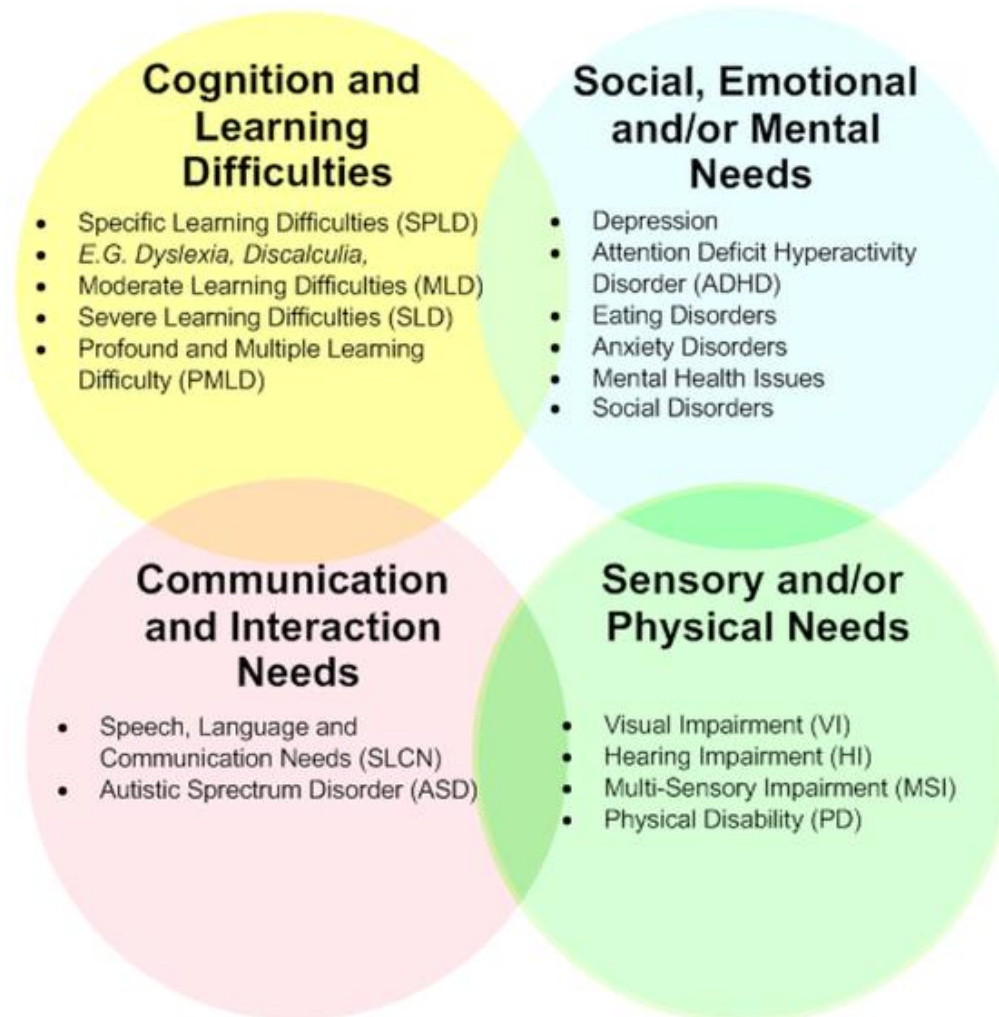 Cognition and
Learning
Difficulties
• Specific Learning Difficulties (SPLD)
• E.G. Dyslexia, Discalculia,
• Moderate Learning Difficulties (MLD)
• Severe Learning Difficulties (SLD)
• Profound and Multiple Learning
Difficulty (PMLD)
Social, Emotional
and/or Mental
Needs
• Depression
• Attention Deficit Hyperactivity
Disorder (ADHD)
• Eating Disorders
• Anxiety Disorders
• Mental Health Issues
• Social Disorders
Communication
and Interaction
Needs
• Speech, Language and
Communication Needs (SLCN)
• Autistic Sprectrum Disorder (ASD)
Sensory and/or
Physical Needs
• Visual Impairment (VI)
• Hearing Impairment (HI)
• Multi-Sensory Impairment (MSI)
• Physical Disability (PD)